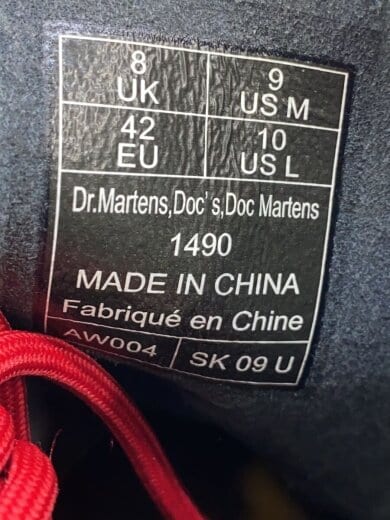 8
UK
9
US M
42
EU
10
US L
Dr.Martens,Doc's,Doc Martens
1490
MADE IN CHINA
Fabriqué en Chine
AW004
SK 09 U